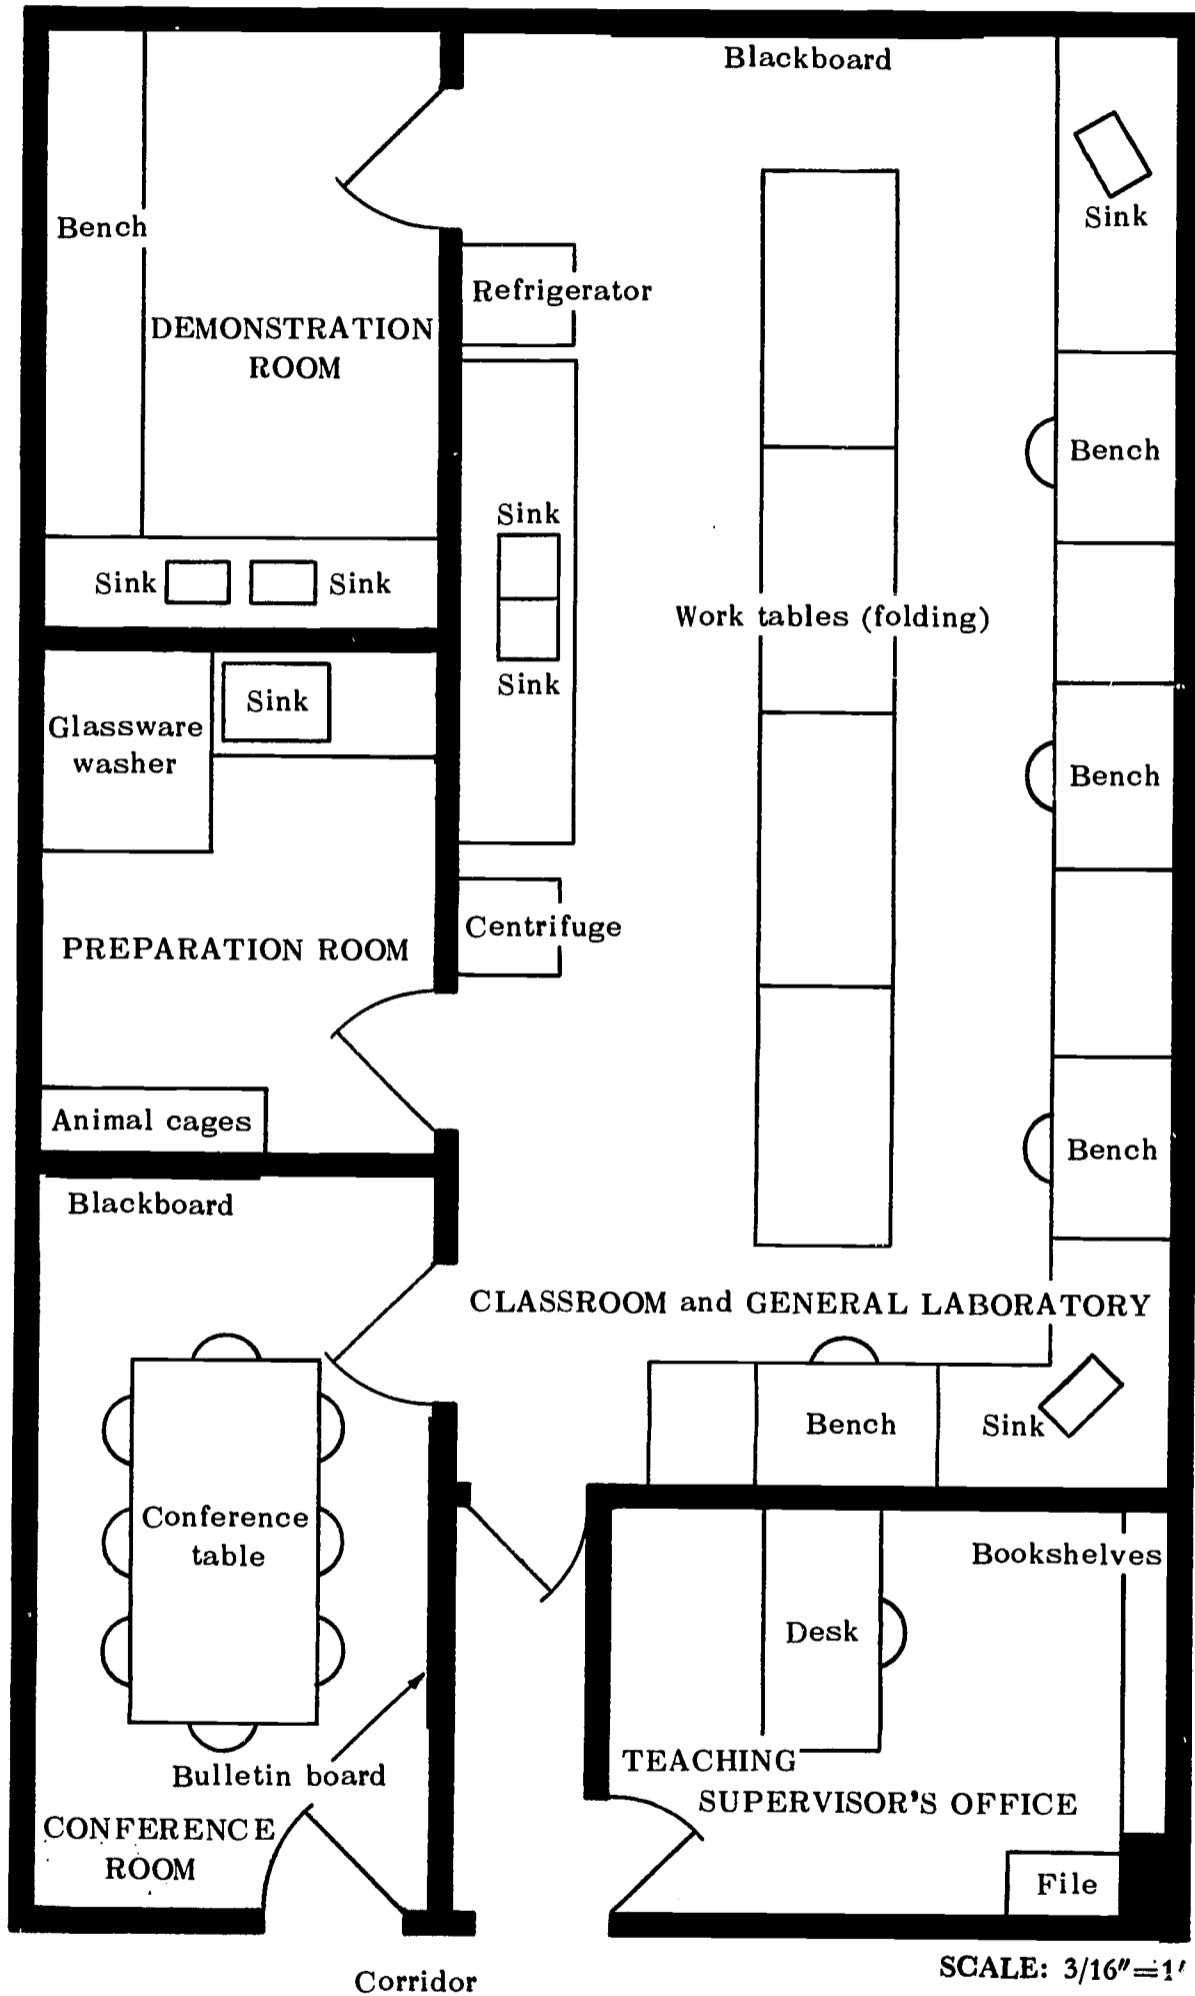 Blackboard
Sink
Bench
Refrigerator
DEMONSTRATION
ROOM
Bench
Sink
Sink
Sink
Work tables (folding)
Sink
Sink
Glassware
washer
Bench
Centrifuge
PREPARATION ROOM
Animal cages
Bench
Blackboard
CLASSROOM and GENERAL LABORATORY
Bench
Sink
Conference
table
Bookshelves
Desk
Bulletin board
TEACHING
SUPERVISOR'S OFFICE
CONFERENCE
ROOM
File
Corridor
SCALE: 3/16"=1'